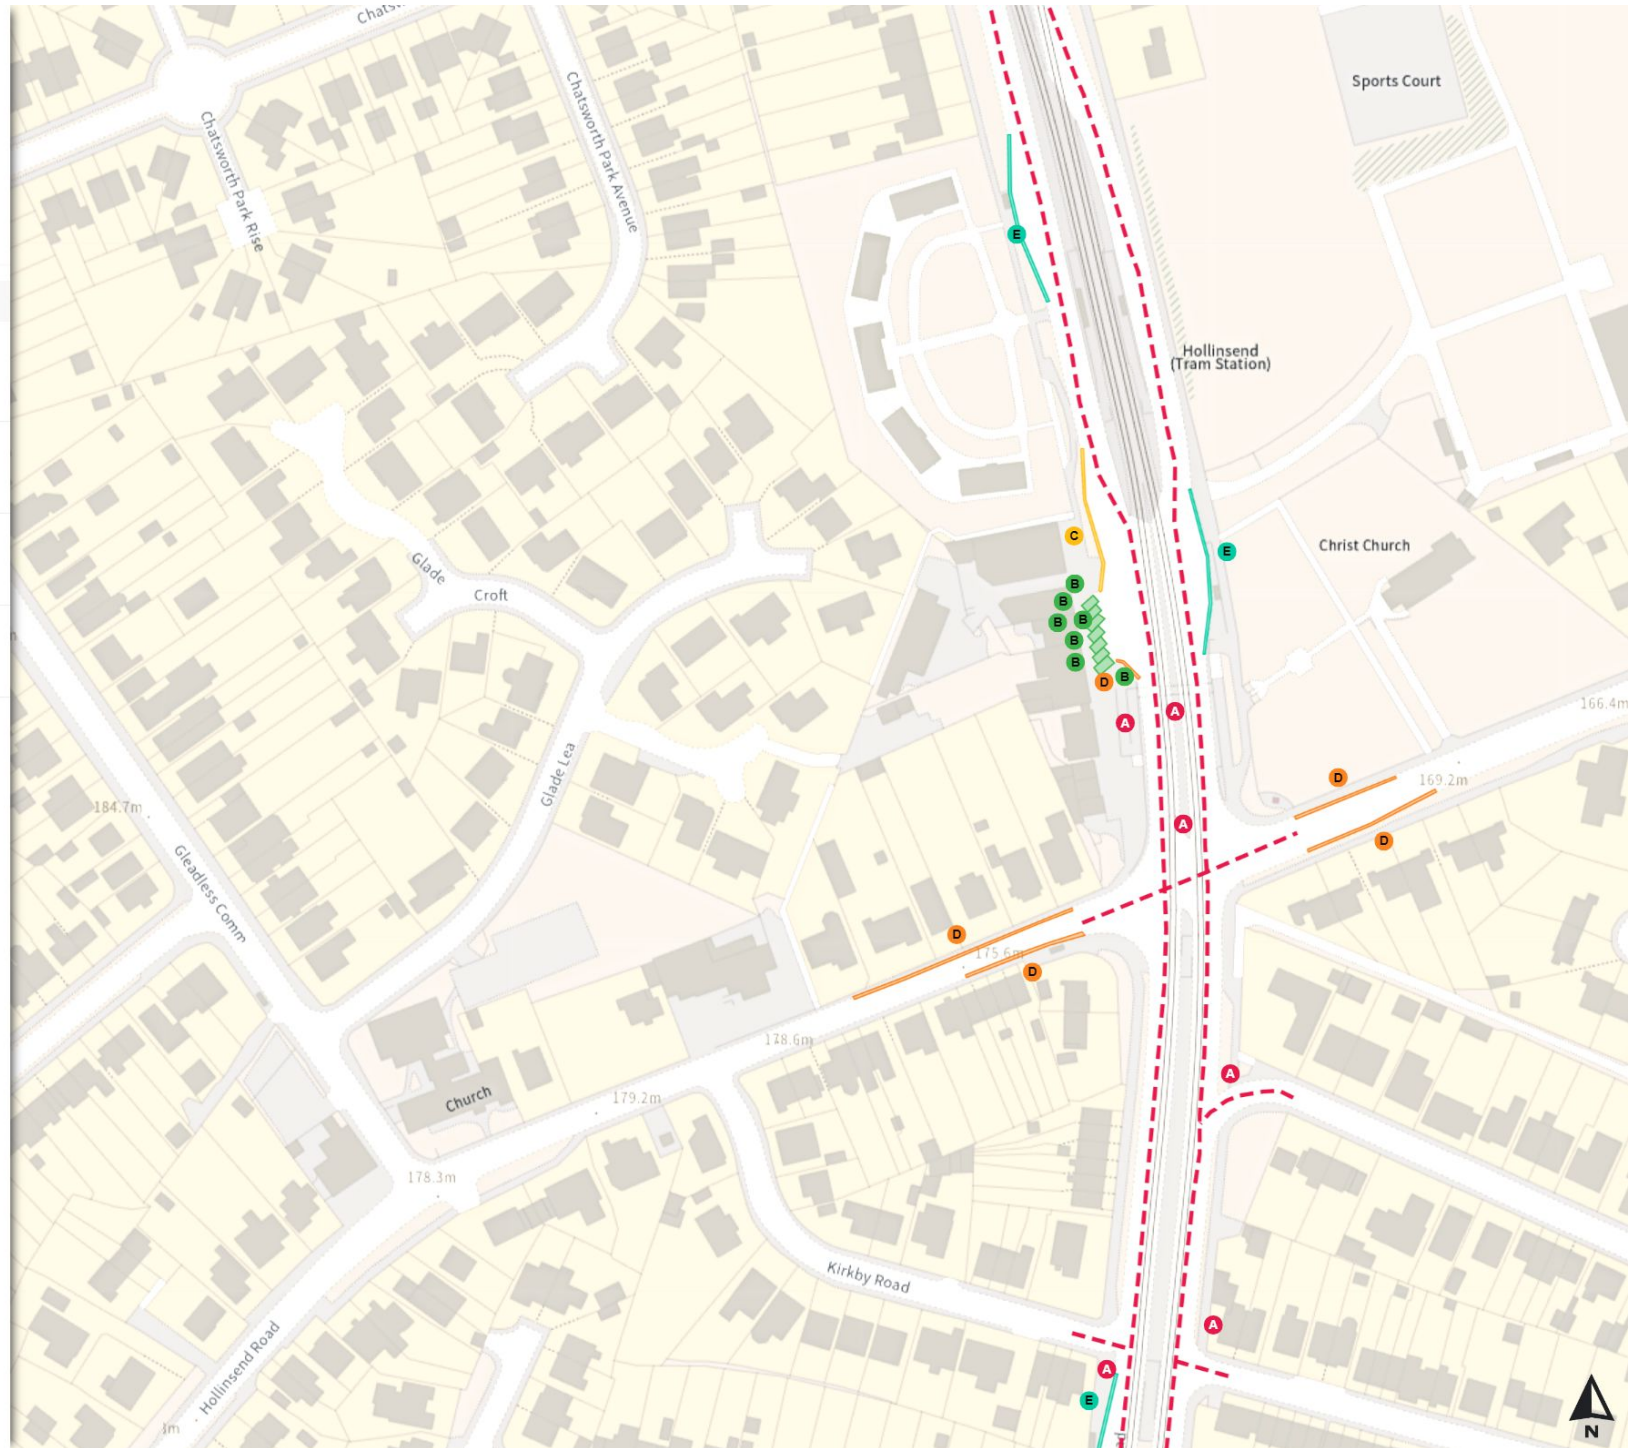 Chatsworth Park Rise
Chatsworth Park Avenue
Sports Court
E
Hollinsend
(Tram Station)
C
E
Christ Church
Glade
Croft
B
B
B
B
B
B
B
D
A
A
166.4m
Glade Lea
D
169.2m
184.7m
A
D
Gleadless Comm
D
175.6m
D
178.6m
A
Church
179.2m
178.3m
Kirkby Road
A
A
E
Hollinsend Road
N